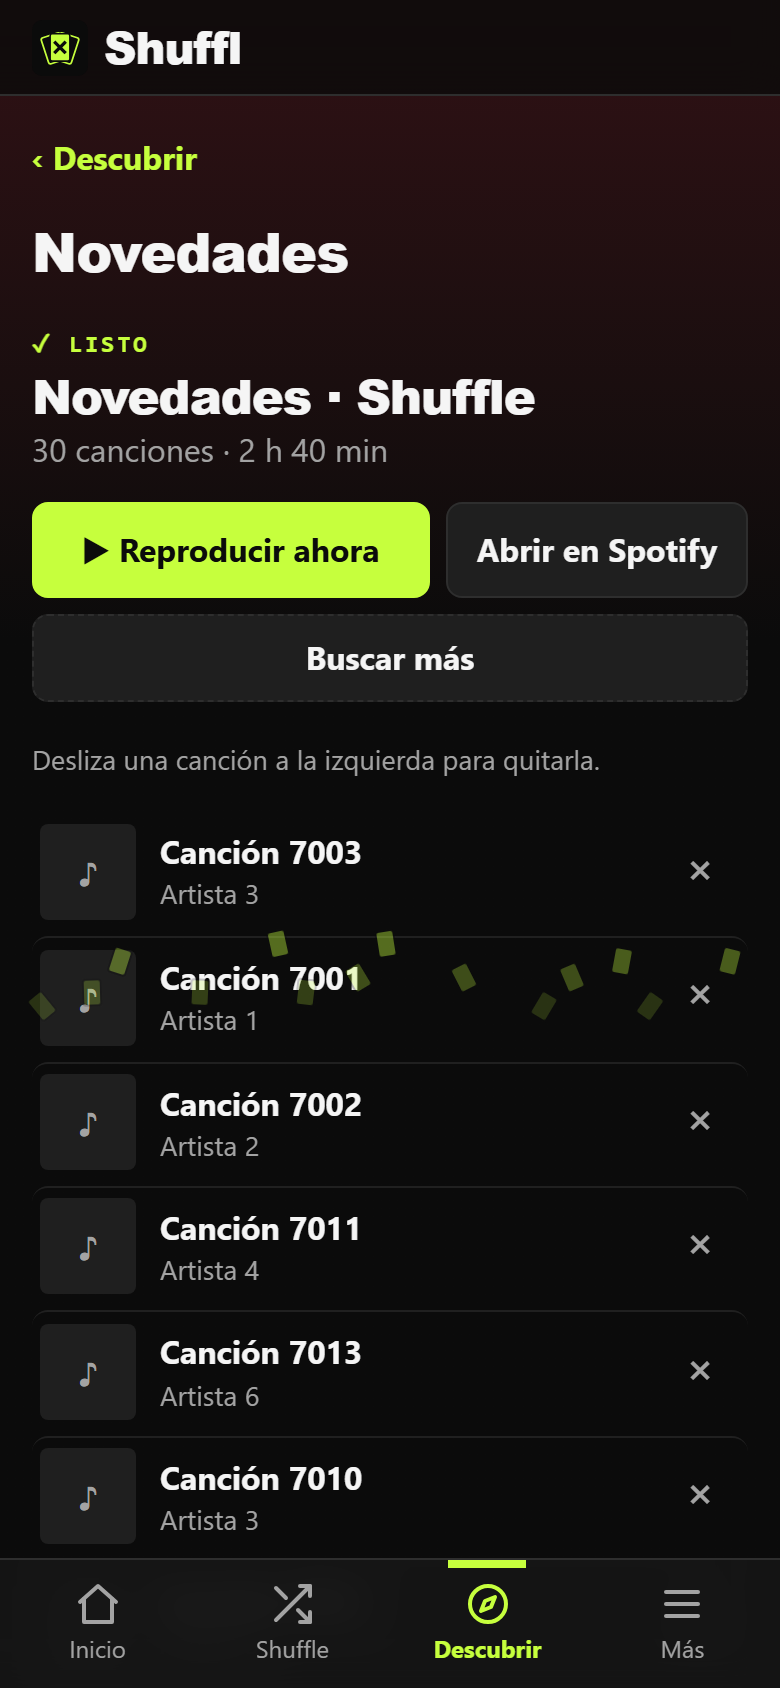 Shuffl
‹ Descubrir
Novedades
✓ LISTO
Novedades · Shuffle
30 canciones · 2 h 40 min
▶ Reproducir ahora
Abrir en Spotify
Buscar más
Desliza una canción a la izquierda para quitarla.
Canción 7003
Artista 3
Canción 7001
Artista 1
Canción 7002
Artista 2
Canción 7011
Artista 4
Canción 7013
Artista 6
Canción 7010
Artista 3
Inicio
Shuffle
Descubrir
Más